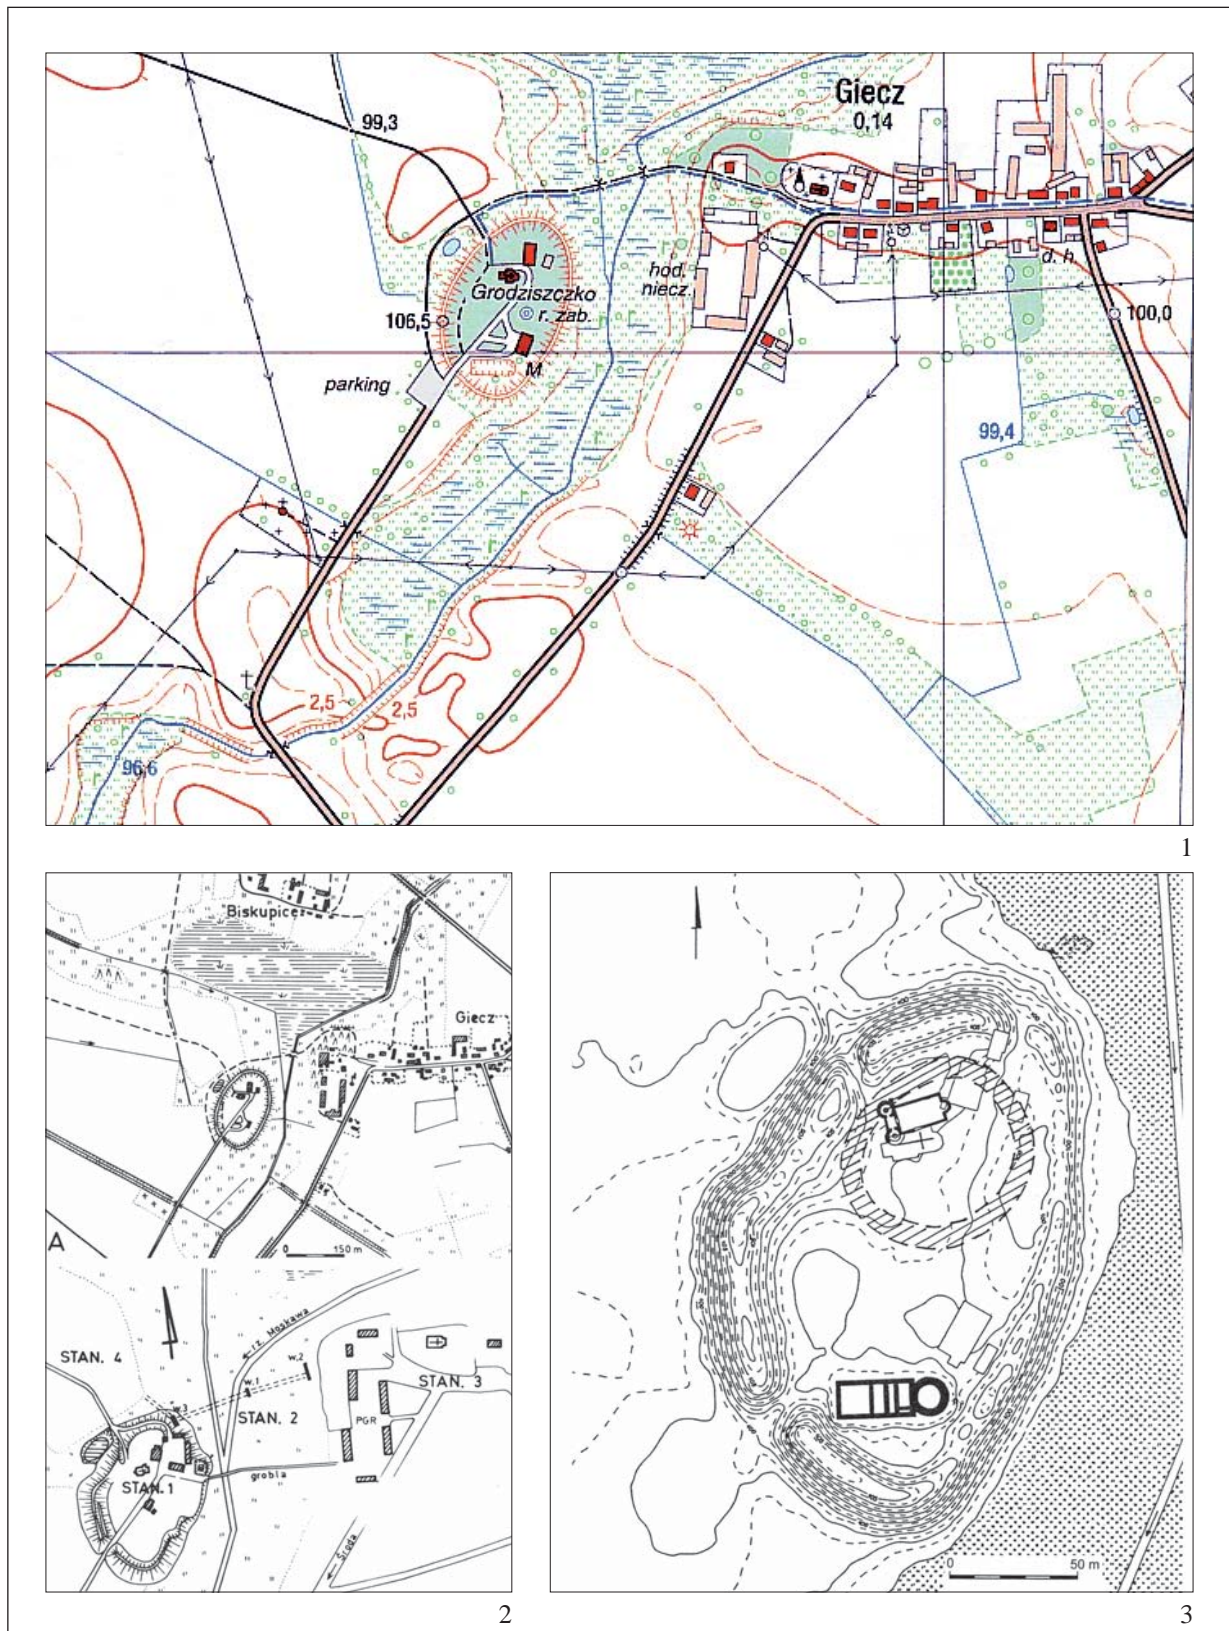 Giecz
0,14
99,3
Grodziszczko
r. zab.
106,5
M
parking
hod.
niecz.
d. h.
100,0
99,4
r
r
r
r
r
r
2,5
2,5
96,6
r
1
Biskupice
Giecz
A
0 150 m
rz. Moskawa
STAN. 4
w.2
w.1
STAN. 3
w.3
STAN. 2
PGR
grobla
STAN. 1
Środa
2
0 50 m
3